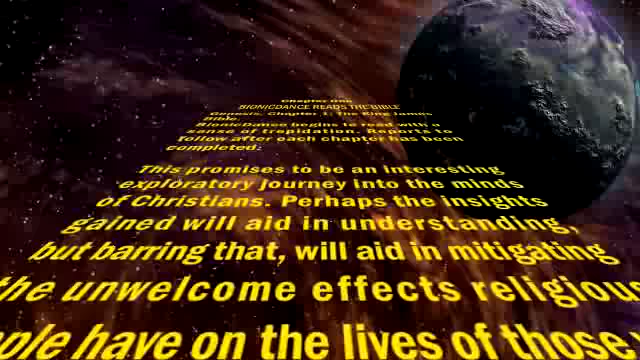 Chapter One
BIONICDANCE READS THE BIBLE
Genesis, Chapter 1; The King James
Bible.
BionicDance begins to read with a
sense of trepidation. Reports to
follow after each chapter has been
completed:
This promises to be an interesting
exploratory journey into the minds
of Christians. Perhaps the insights
gained will aid in understanding,
but barring that, will aid in mitigating
the unwelcome effects religious
ple have on the lives of those